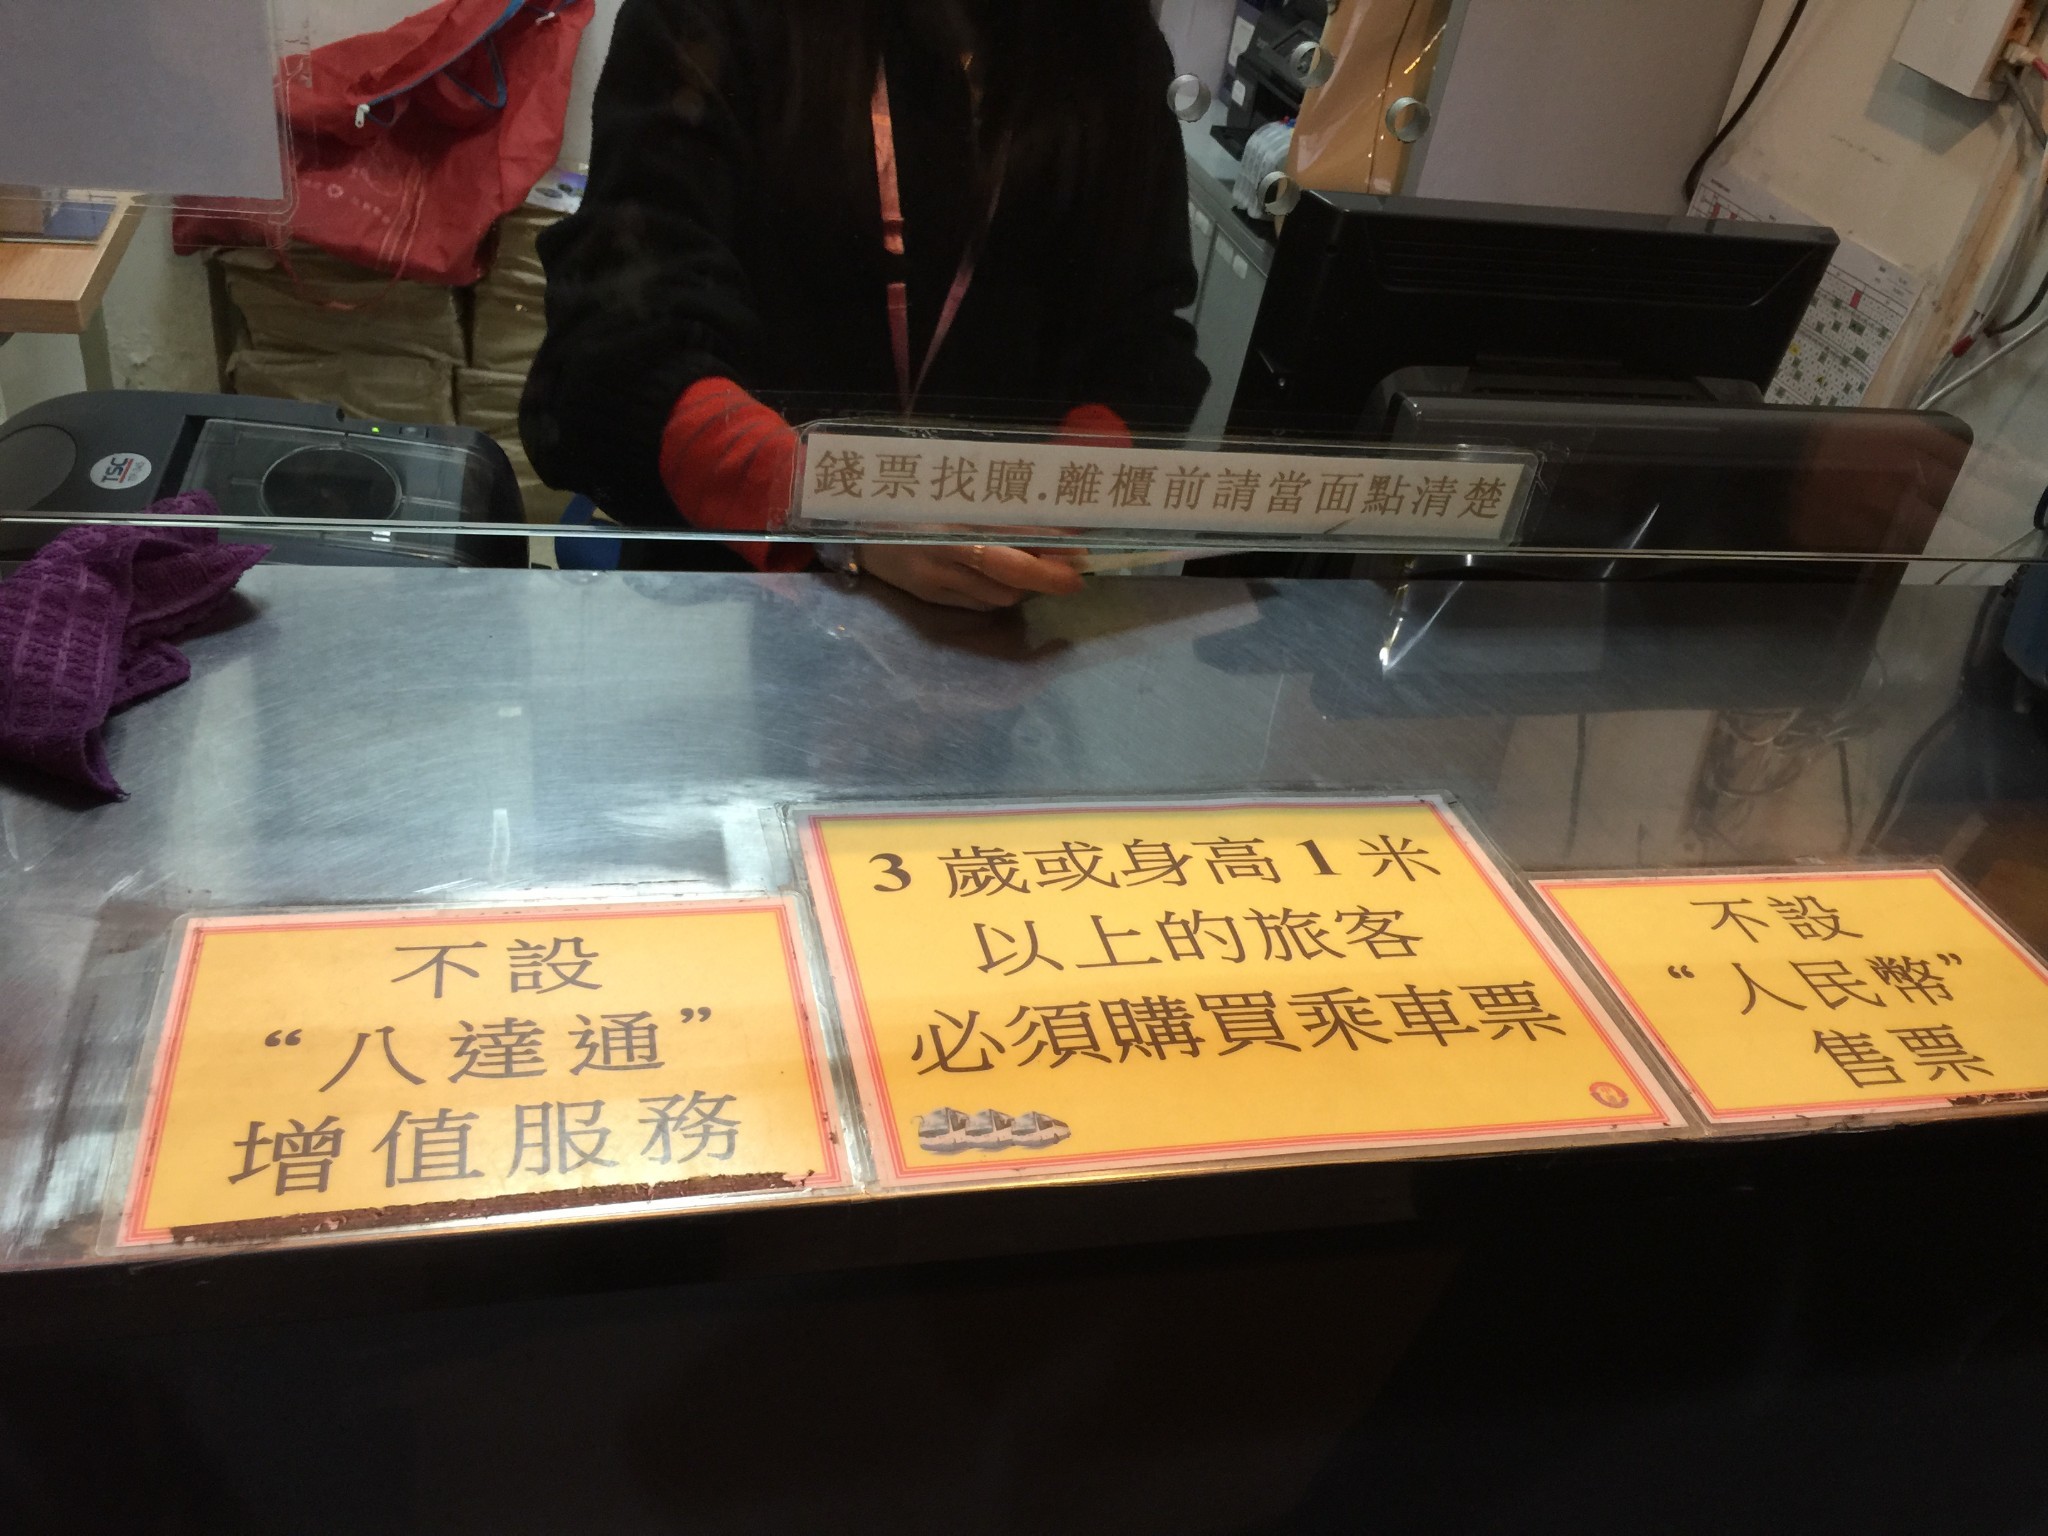 TSC
錢票找贖.離櫃前請當面點清楚
不設
“八達通”
增值服務
3 歲或身高 1 米
以上的旅客
必須購買乘車票
不設
“人民幣”
售票